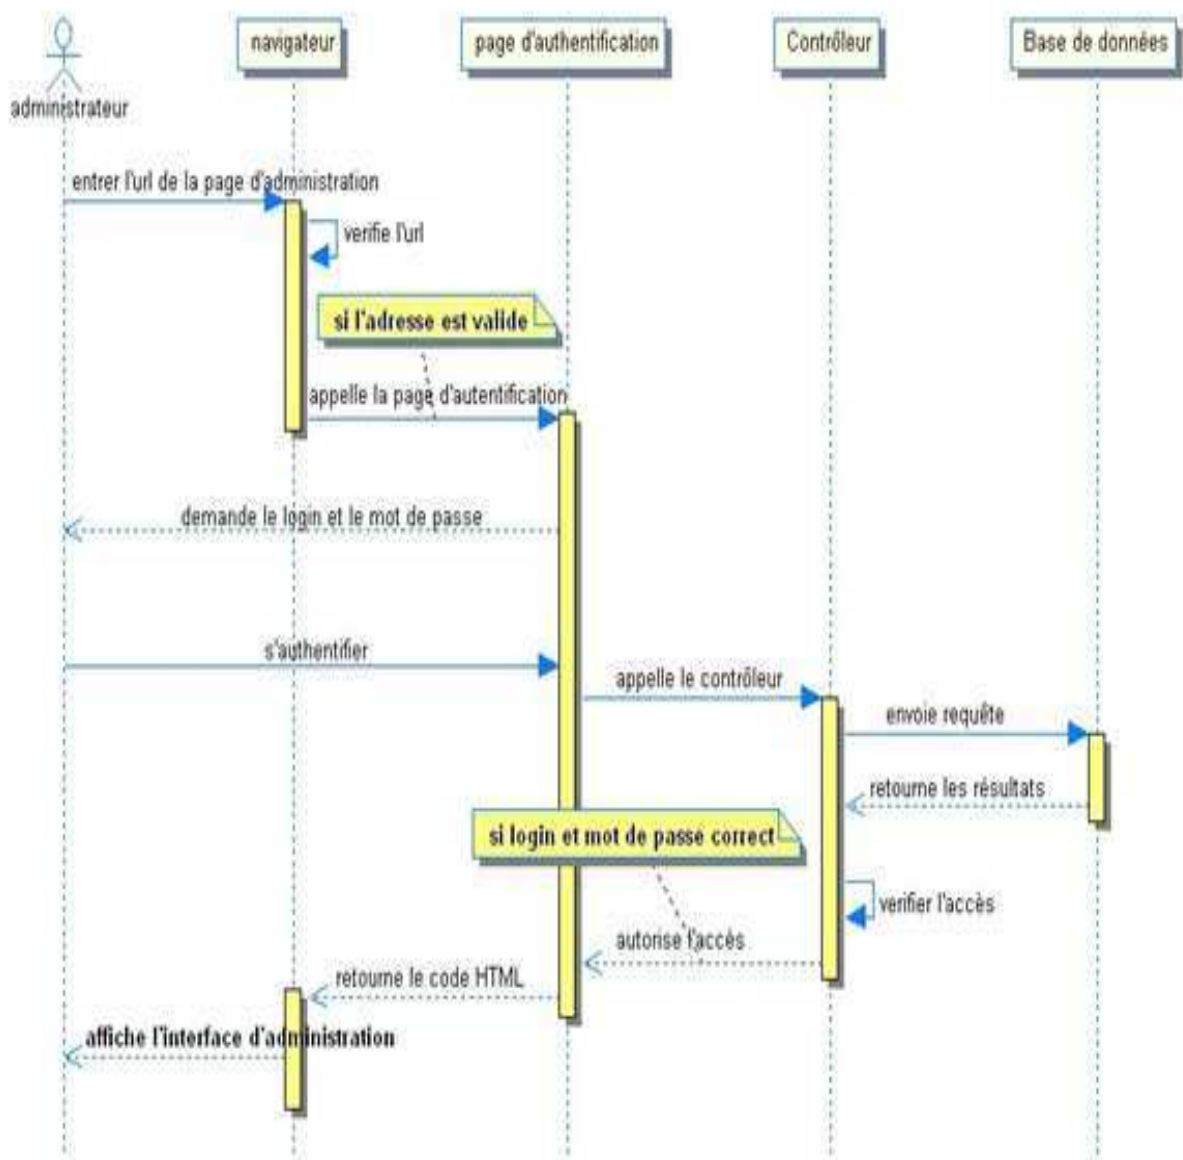 navigateur
page d'authentification
Contrôleur
Base de données
administrateur
entrer l'url de la page d'administration
verifie l'url
si l'adresse est valide
appelle la page d'autentification
demande le login et le mot de passe
s'authentifier
appelle le contrôleur
envoie requête
retourne les résultats
si login et mot de passe correct
verifier l'accès
autorise l'accès
retourne le code HTML
affiche l'interface d'administration